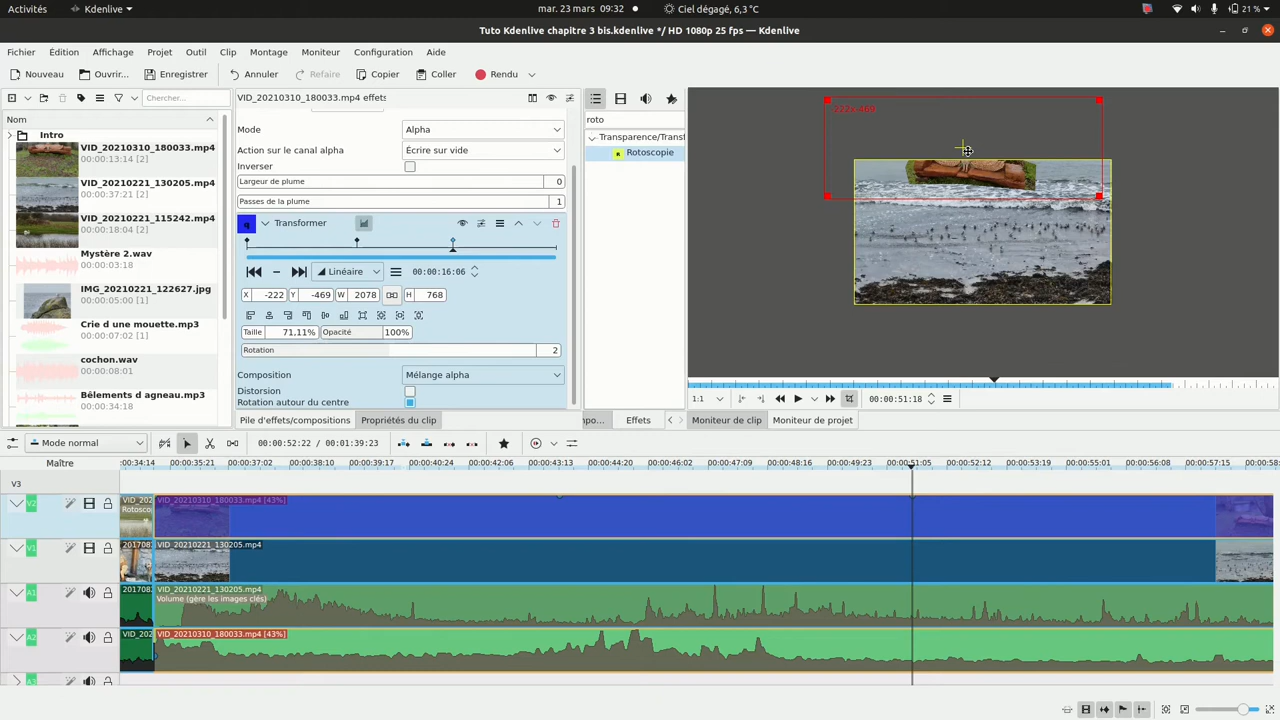 Activités Kdenlive mar. 23 mars 09:32 Ciel dégagé, 6,3 °C 21 %
Tuto Kdenlive chapitre 3 bis.kdenlive */ HD 1080p 25 fps — Kdenlive
Fichier Édition Affichage Projet Outil Clip Montage Moniteur Configuration Aide
Nouveau Ouvrir... Enregistrer Annuler Refaire Copier Coller Rendu
Chercher...
Nom
Intro
VID_20210310_180033.mp4
00:00:13:14 [2]
VID_20210221_130205.mp4
00:00:37:21 [2]
VID_20210221_115242.mp4
00:00:18:04 [2]
Mystère 2.wav
00:00:03:18
IMG_20210221_122627.jpg
00:00:05:00 [1]
Crie d une mouette.mp3
00:00:07:02 [1]
cochon.wav
00:00:08:01
Bélements d agneau.mp3
00:00:34:18
VID_20210310_180033.mp4 effets
Mode Alpha
Action sur le canal alpha Écrire sur vide
Inverser
Largeur de plume 0
Passes de la plume 1
Transformer
Linéaire 00:00:16:06
X -222 Y -469 W 2078 H 768
Taille 71,11% Opacité 100%
Rotation 2
Composition Mélange alpha
Distorsion
Rotation autour du centre
Pile d'effets/compositions Propriétés du clip
roto
Transparence/Transf
Rotoscopie
Effets
1:1 00:00:51:18
Moniteur de clip Moniteur de projet
Mode normal 00:00:52:22 / 00:01:39:23
Maître
:00:34:14 00:00:35:21 00:00:37:02 00:00:38:10 00:00:39:17 00:00:40:24 00:00:42:06 00:00:43:13 00:00:44:20 00:00:46:02 00:00:47:09 00:00:48:16 00:00:49:23 00:00:51:05 00:00:52:12 00:00:53:19 00:00:55:01 00:00:56:08 00:00:57:15 00:00:58:
V3
V2 VID_202 VID_20210310_180033.mp4 [43%]
Rotosco
V1 201708 VID_20210221_130205.mp4
A1 201708 VID_20210221_130205.mp4
Volume (gère les images clés)
A2 VID_202 VID_20210310_180033.mp4 [43%]